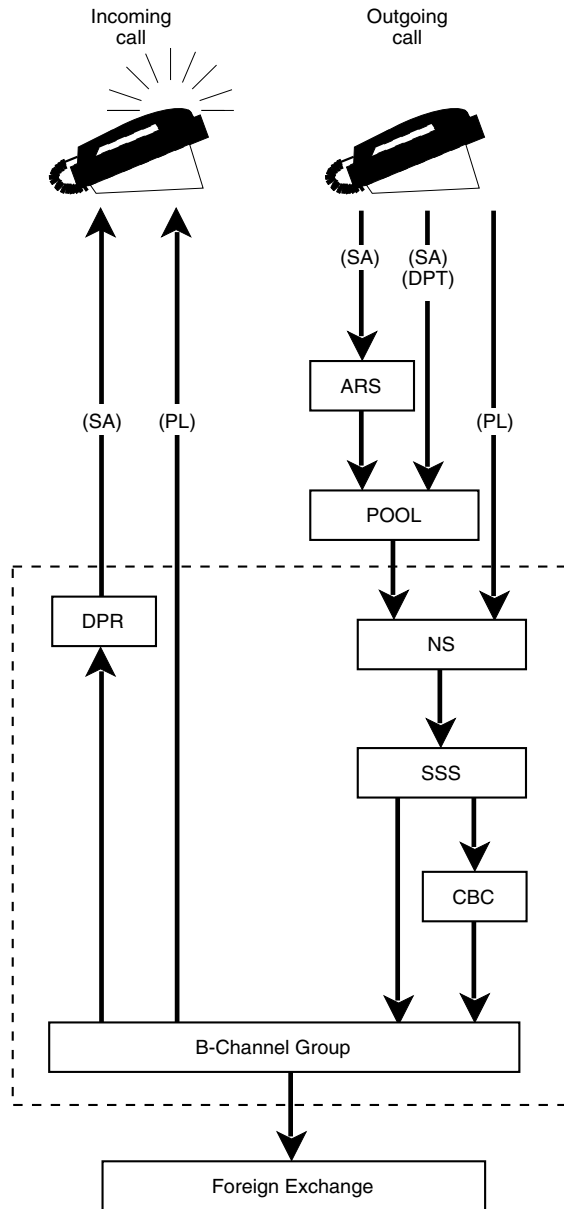 Incoming
call
Outgoing
call
(SA)
(SA)
(DPT)
ARS
(SA)
(PL)
(PL)
POOL
DPR
NS
SSS
CBC
B-Channel Group
Foreign Exchange